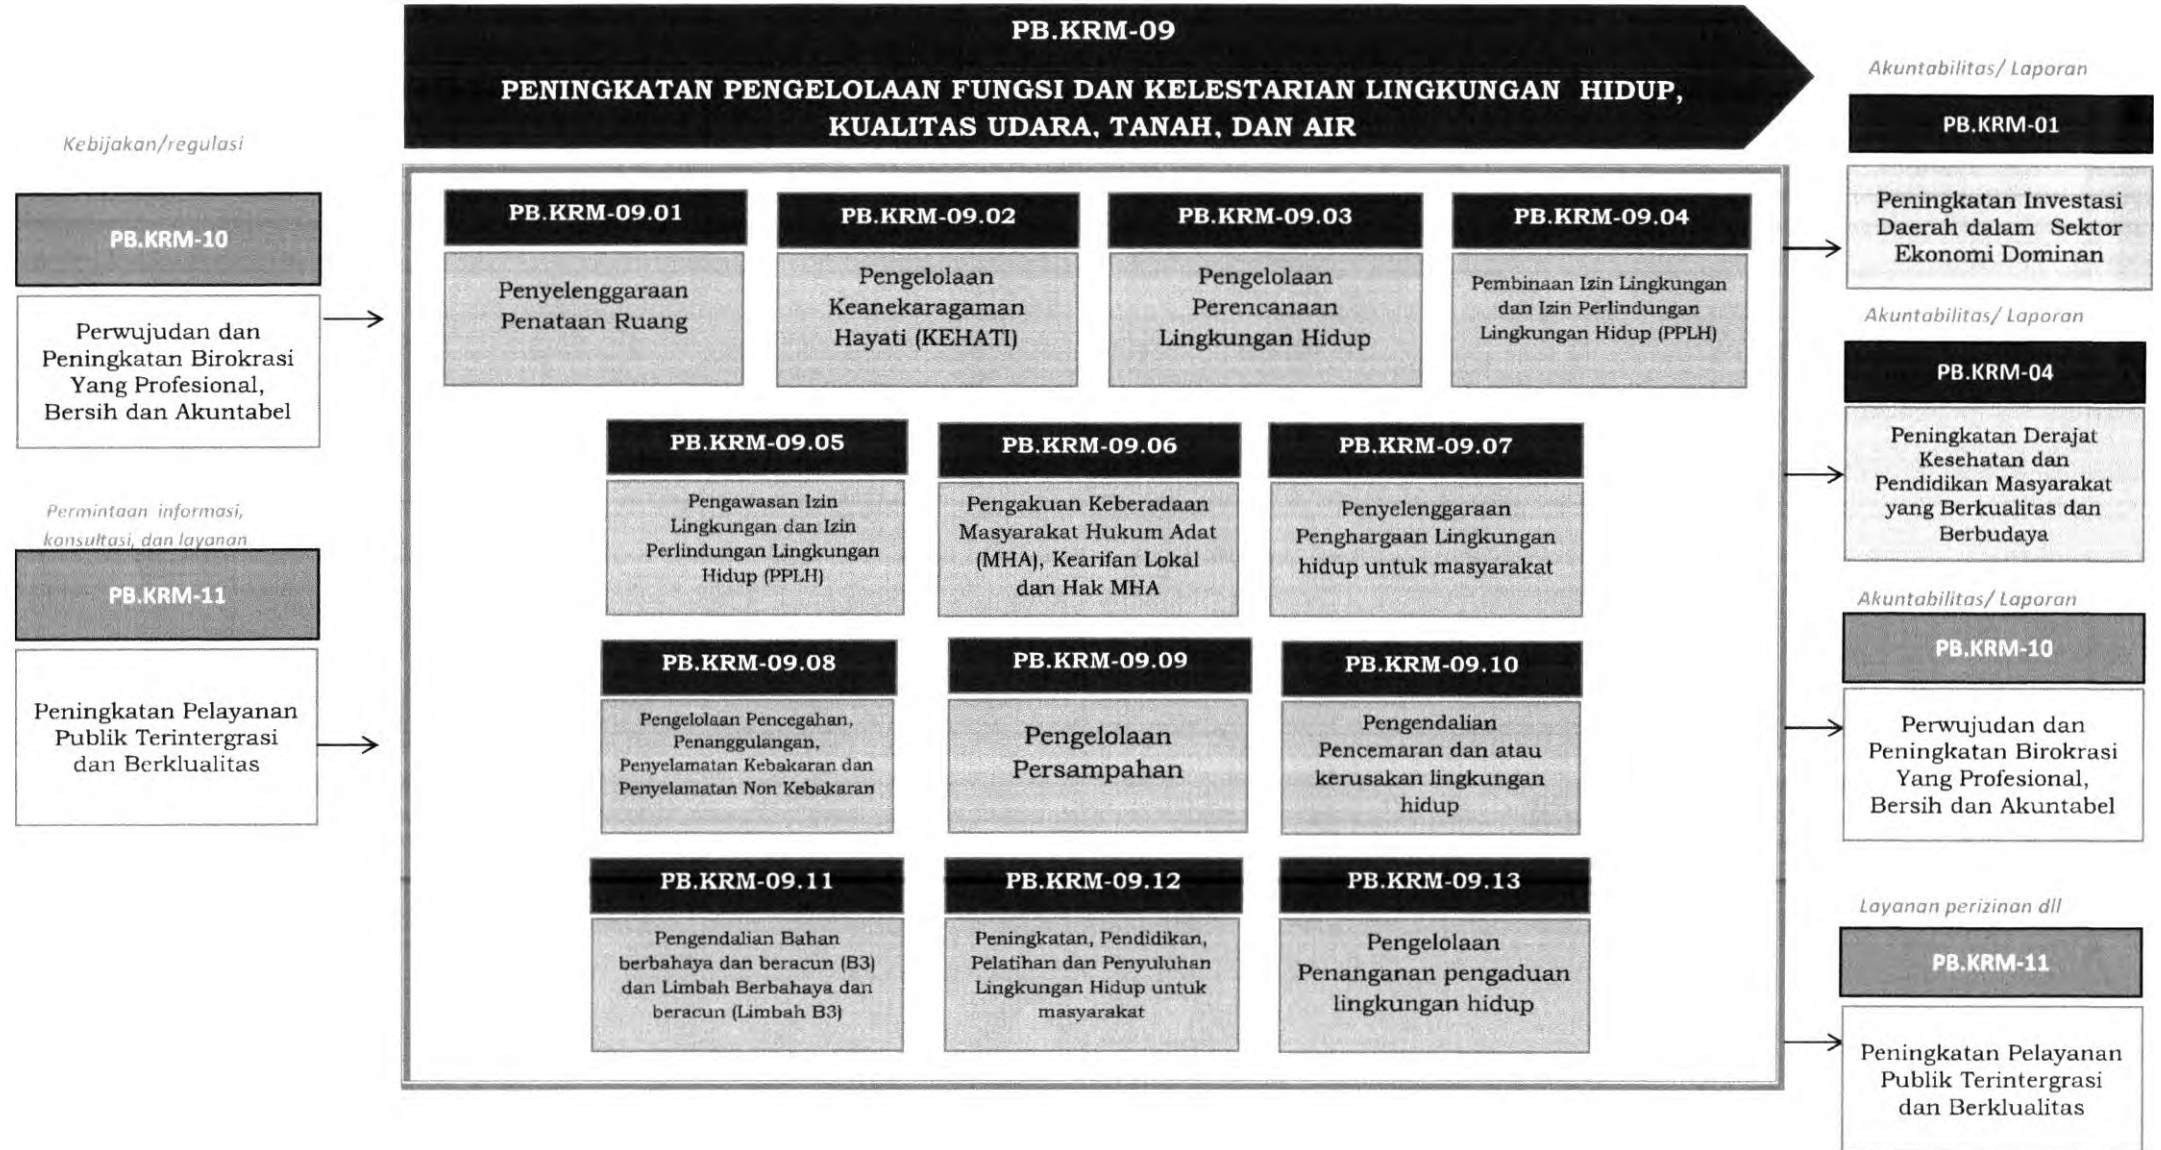 PB.KRM-09
PENINGKATAN PENGELOLAAN FUNGSI DAN KELESTARIAN LINGKUNGAN HIDUP,
KUALITAS UDARA, TANAH, DAN AIR
Kebijakan/regulasi
PB.KRM-10
Perwujudan dan
Peningkatan Birokrasi
Yang Profesional,
Bersih dan Akuntabel
Permintaan informasi,
konsultasi, dan layanan
PB.KRM-11
Peningkatan Pelayanan
Publik Terintergrasi
dan Berklualitas
PB.KRM-09.01
Penyelenggaraan
Penataan Ruang
PB.KRM-09.02
Pengelolaan
Keanekaragaman
Hayati (KEHATI)
PB.KRM-09.03
Pengelolaan
Perencanaan
Lingkungan Hidup
PB.KRM-09.04
Pembinaan Izin Lingkungan
dan Izin Perlindungan
Lingkungan Hidup (PPLH)
PB.KRM-09.05
Pengawasan Izin
Lingkungan dan Izin
Perlindungan Lingkungan
Hidup (PPLH)
PB.KRM-09.06
Pengakuan Keberadaan
Masyarakat Hukum Adat
(MHA), Kearifan Lokal
dan Hak MHA
PB.KRM-09.07
Penyelenggaraan
Penghargaan Lingkungan
hidup untuk masyarakat
PB.KRM-09.08
Pengelolaan Pencegahan,
Penanggulangan,
Penyelamatan Kebakaran dan
Penyelamatan Non Kebakaran
PB.KRM-09.09
Pengelolaan
Persampahan
PB.KRM-09.10
Pengendalian
Pencemaran dan atau
kerusakan lingkungan
hidup
PB.KRM-09.11
Pengendalian Bahan
berbahaya dan beracun (B3)
dan Limbah Berbahaya dan
beracun (Limbah B3)
PB.KRM-09.12
Peningkatan, Pendidikan,
Pelatihan dan Penyuluhan
Lingkungan Hidup untuk
masyarakat
PB.KRM-09.13
Pengelolaan
Penanganan pengaduan
lingkungan hidup
Akuntabilitas/ Laporan
PB.KRM-01
Peningkatan Investasi
Daerah dalam Sektor
Ekonomi Dominan
Akuntabilitas/ Laporan
PB.KRM-04
Peningkatan Derajat
Kesehatan dan
Pendidikan Masyarakat
yang Berkualitas dan
Berbudaya
Akuntabilitas/ Laporan
PB.KRM-10
Perwujudan dan
Peningkatan Birokrasi
Yang Profesional,
Bersih dan Akuntabel
Layanan perizinan dll
PB.KRM-11
Peningkatan Pelayanan
Publik Terintergrasi
dan Berklualitas